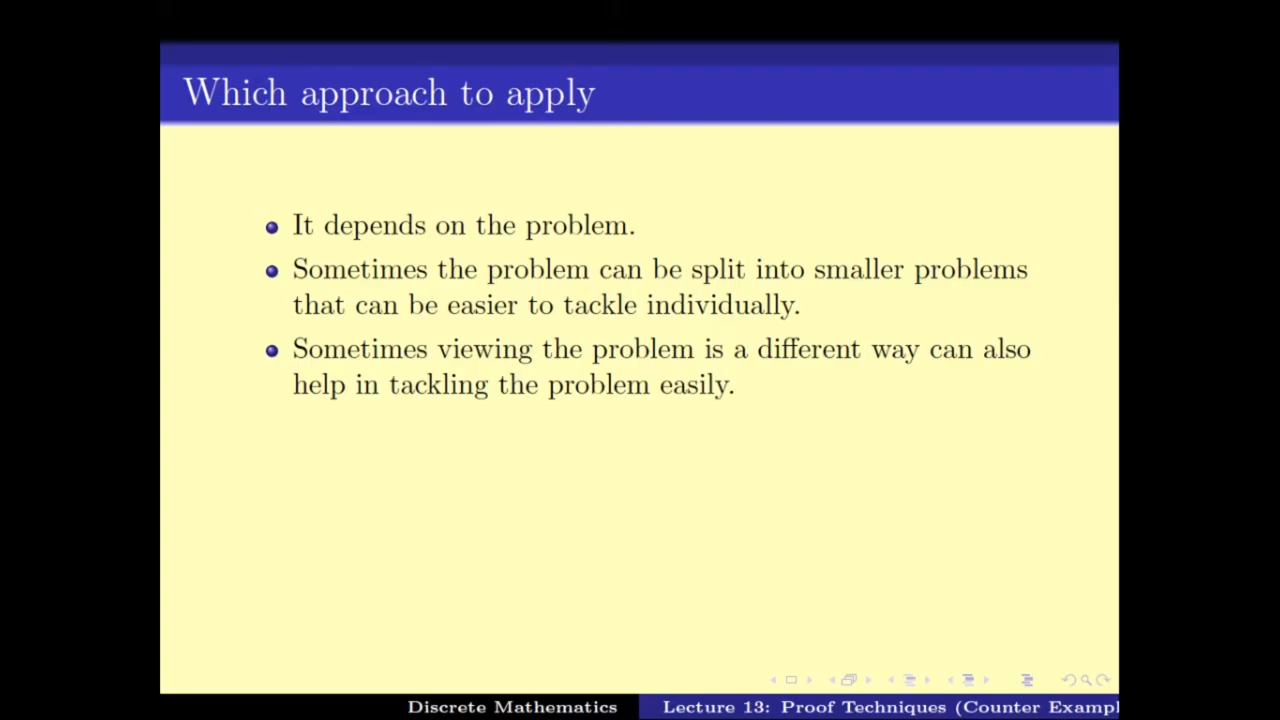 Which approach to apply
It depends on the problem.
Sometimes the problem can be split into smaller problems
that can be easier to tackle individually.
Sometimes viewing the problem is a different way can also
help in tackling the problem easily.
Discrete Mathematics
Lecture 13: Proof Techniques (Counter Exampl